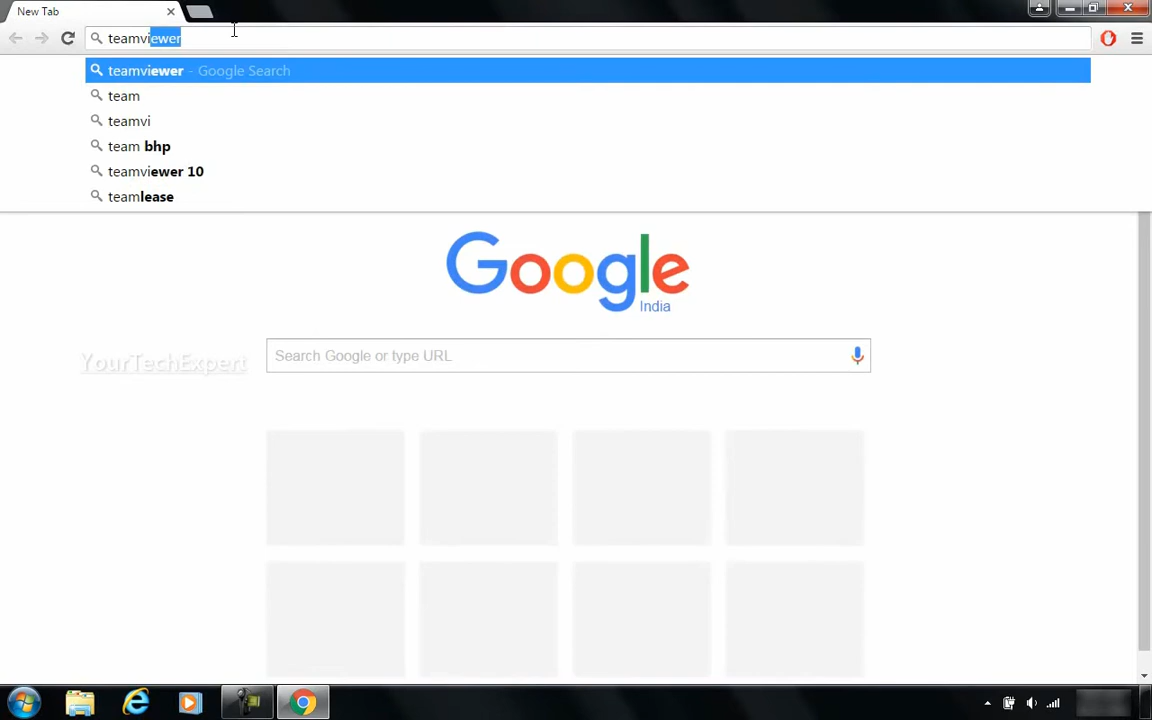 New Tab
teamviewer
teamviewer - Google Search
team
teamvi
team bhp
teamviewer 10
teamlease
Google
India
Search Google or type URL
YourTechExpert